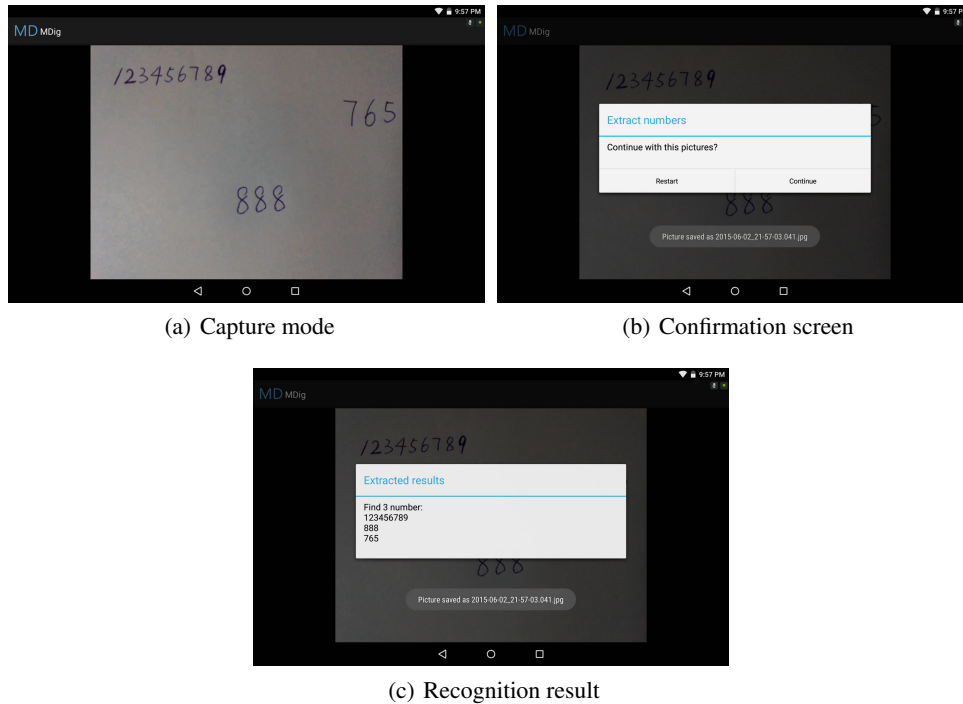 9:57 PM
MD MDig
123456789
765
888
(a) Capture mode
9:57 P
MD MDig
123456789
5
Extract numbers
Continue with this pictures?
Restart Continue
888
Picture saved as 2015-06-02_21-57-03.041.jpg
(b) Confirmation screen
9:57 PM
MD MDig
123456789
Extracted results
Find 3 number:
123456789
888
765
888
Picture saved as 2015-06-02_21-57-03.041.jpg
(c) Recognition result